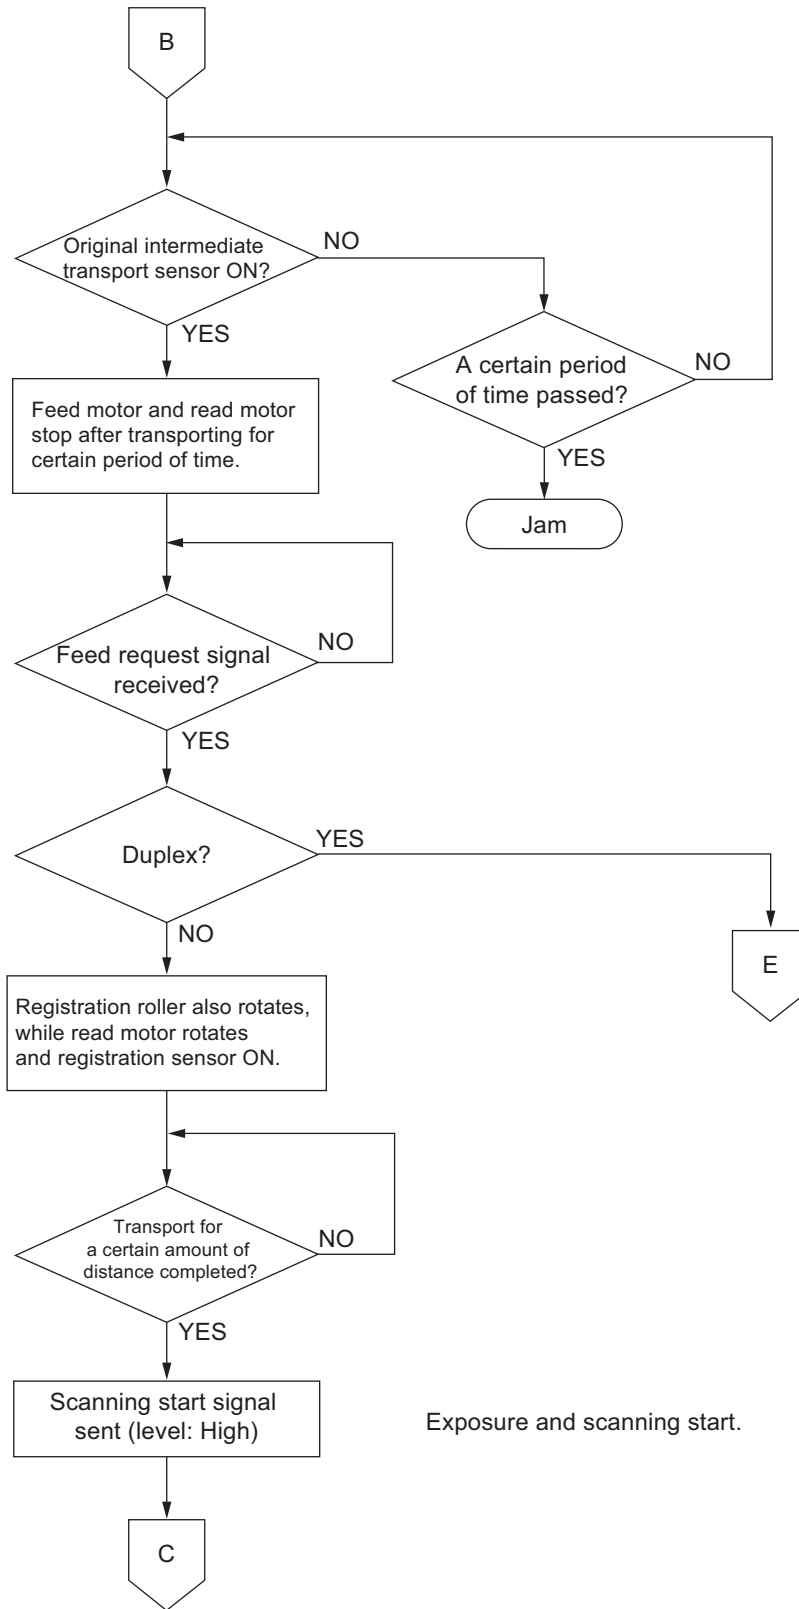 B
Original intermediate
transport sensor ON?
NO
YES
A certain period
of time passed?
NO
YES
Jam
Feed motor and read motor
stop after transporting for
certain period of time.
Feed request signal
received?
NO
YES
Duplex?
YES
NO
E
Registration roller also rotates,
while read motor rotates
and registration sensor ON.
Transport for
a certain amount of
distance completed?
NO
YES
Scanning start signal
sent (level: High)
Exposure and scanning start.
C